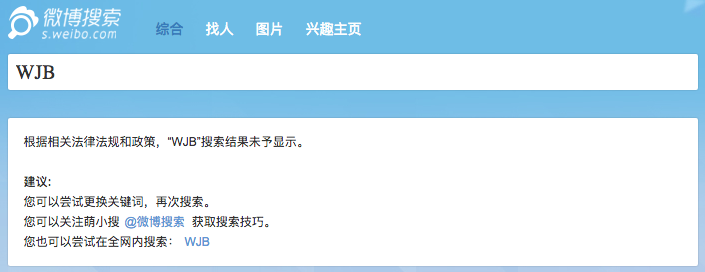 微博搜索
s.weibo.com
综合 找人 图片 兴趣主页
WJB
根据相关法律法规和政策，“WJB”搜索结果未予显示。
建议：
您可以尝试更换关键词，再次搜索。
您可以关注萌小搜 @微博搜索 获取搜索技巧。
您也可以尝试在全网内搜索： WJB